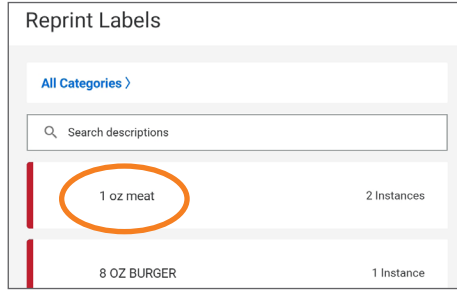 Reprint Labels
All Categories 〉
Search descriptions
1 oz meat 2 Instances
8 OZ BURGER 1 Instance